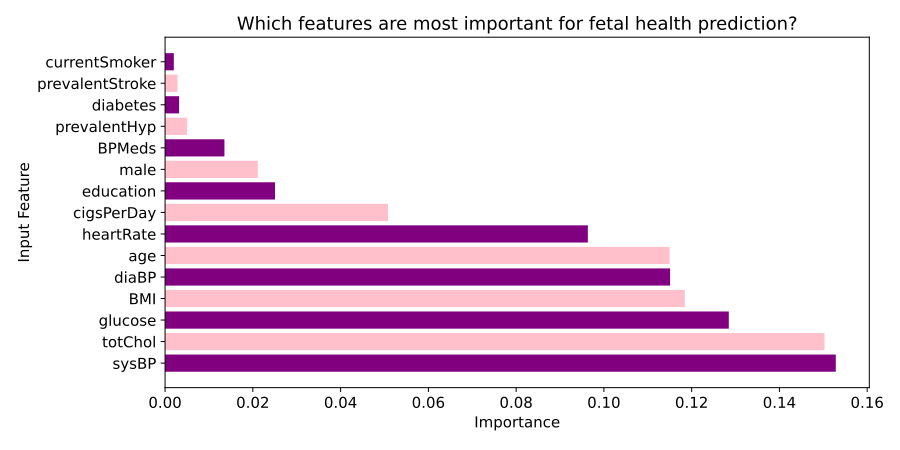 Which features are most important for fetal health prediction?
currentSmoker
prevalentStroke
diabetes
prevalentHyp
BPMeds
male
education
cigsPerDay
heartRate
age
diaBP
BMI
glucose
totChol
sysBP
Input Feature
0.00 0.02 0.04 0.06 0.08 0.10 0.12 0.14 0.16
Importance